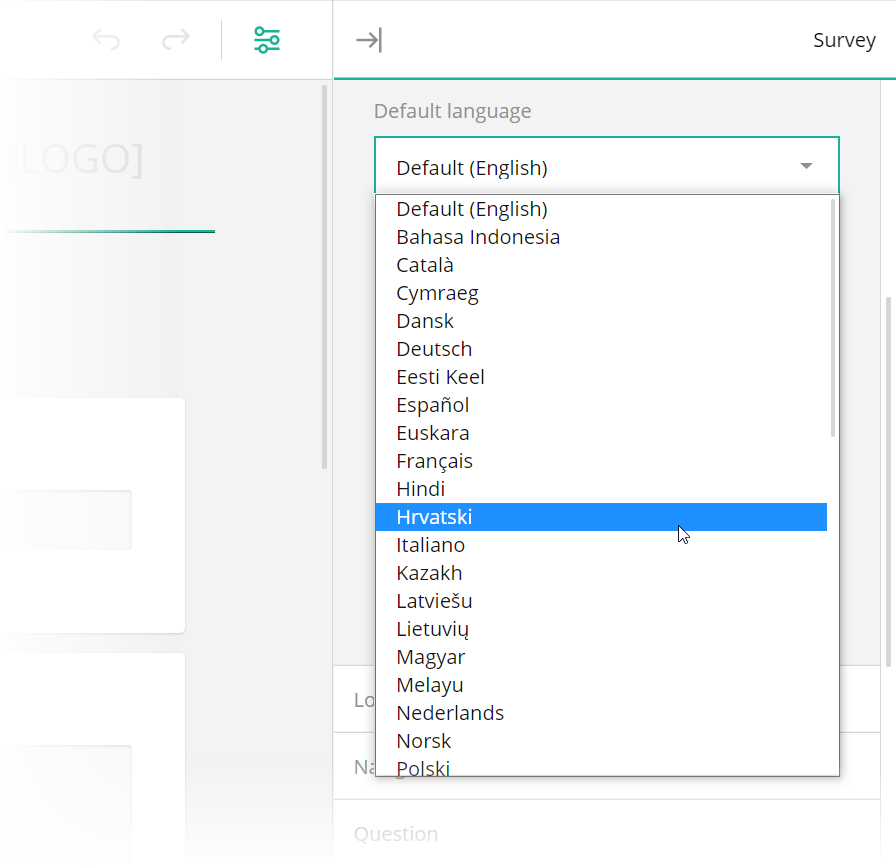 Survey
Default language
[LOGO]
Default (English)
Default (English)
Bahasa Indonesia
Català
Cymraeg
Dansk
Deutsch
Eesti Keel
Español
Euskara
Français
Hindi
Hrvatski
Italiano
Kazakh
Latviešu
Lietuvių
Magyar
Melayu
Nederlands
Norsk
Polski
Lo
Na
Question